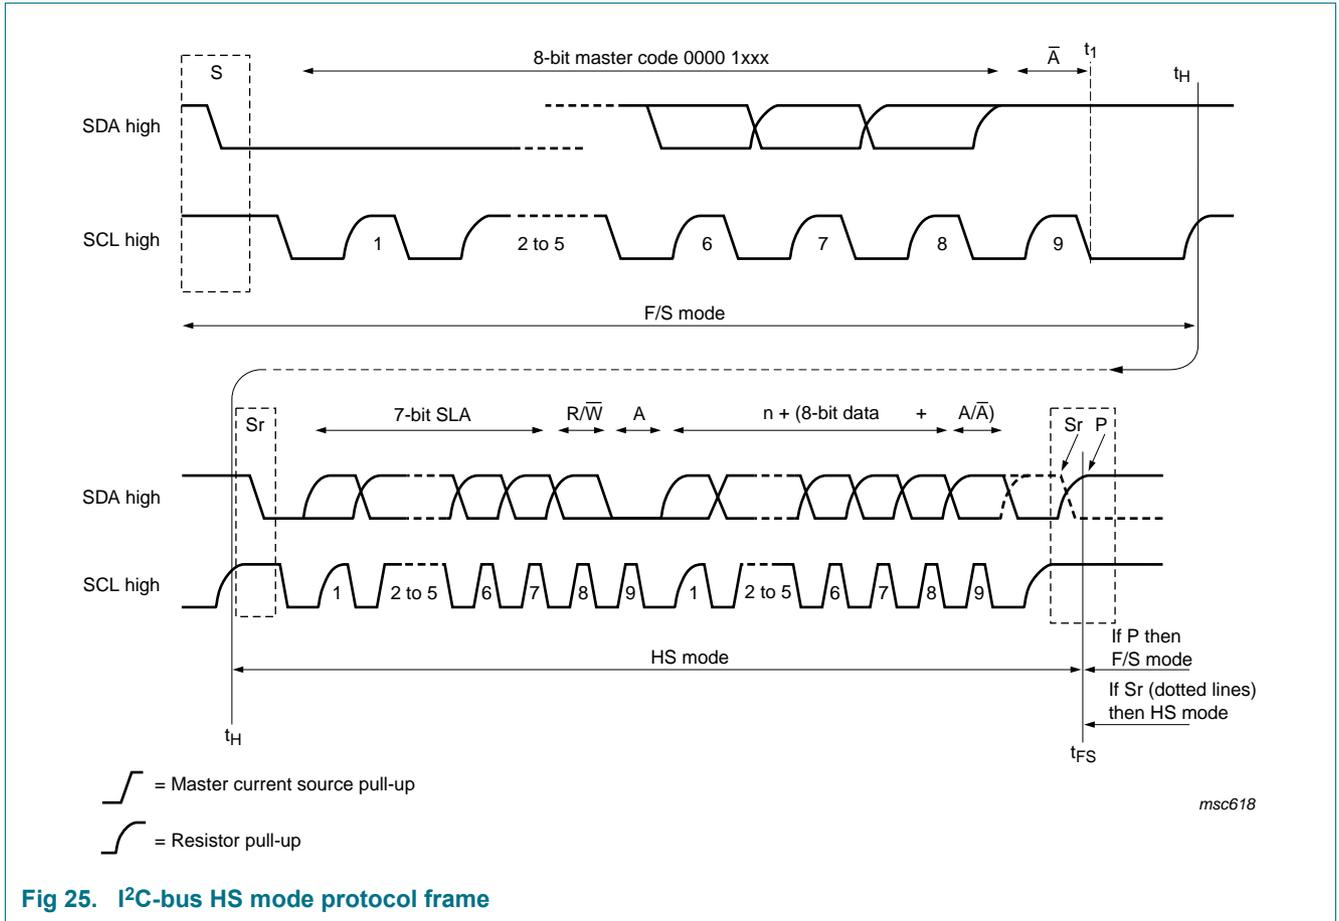 S
8-bit master code 0000 1xxx
A̅
t1
tH
SDA high
SCL high
1
2 to 5
6
7
8
9
F/S mode
Sr
7-bit SLA
R/W̅
A
n + (8-bit data
+
A/A̅)
Sr P
SDA high
SCL high
1
2 to 5
6
7
8
9
1
2 to 5
6
7
8
9
If P then
F/S mode
HS mode
If Sr (dotted lines)
then HS mode
tH
tFS
= Master current source pull-up
msc618
= Resistor pull-up
Fig 25. I²C-bus HS mode protocol frame